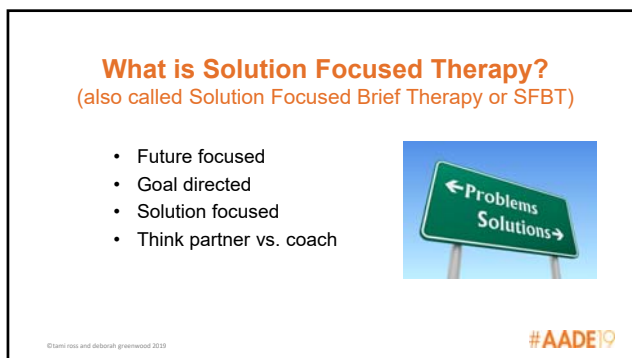 What is Solution Focused Therapy?
(also called Solution Focused Brief Therapy or SFBT)
• Future focused
• Goal directed
• Solution focused
• Think partner vs. coach
←Problems
Solutions→
©tami ross and deborah greenwood 2019
#AADE19